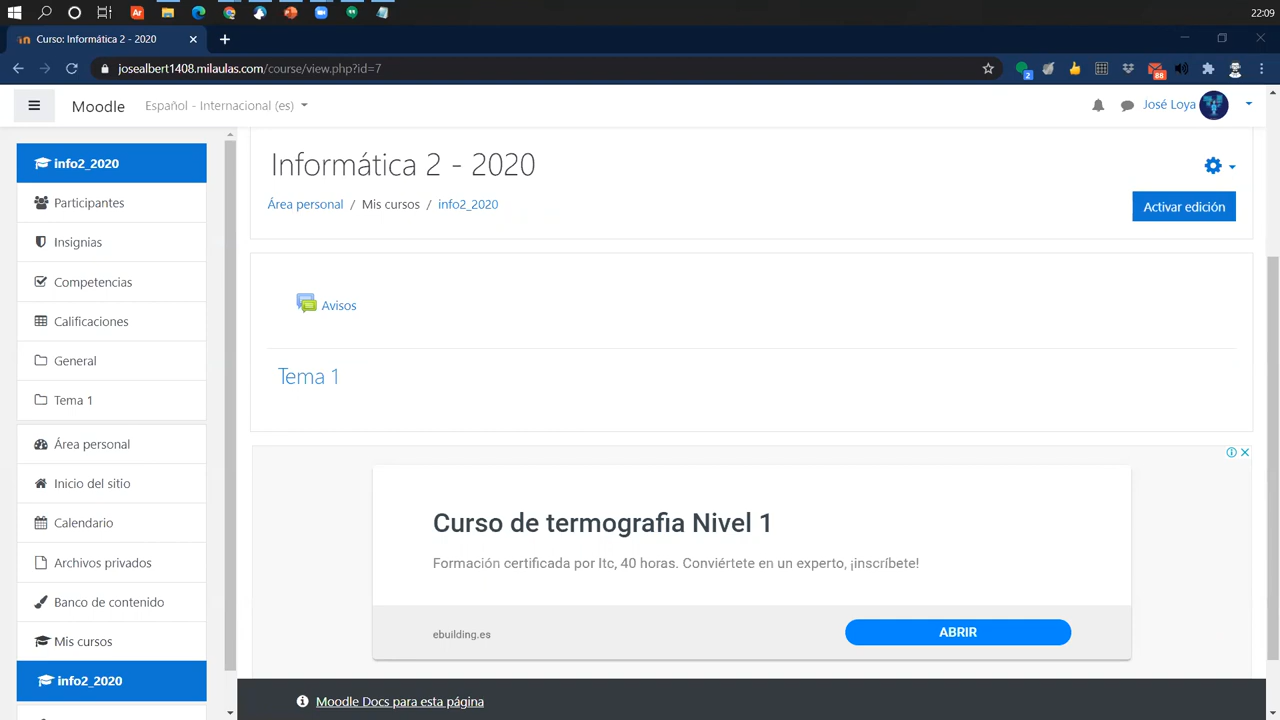 22:09
Curso: Informática 2 - 2020
josealbert1408.milaulas.com/course/view.php?id=7
2
88
Moodle
Español - Internacional (es)
José Loya
info2_2020
Participantes
Insignias
Competencias
Calificaciones
General
Tema 1
Área personal
Inicio del sitio
Calendario
Archivos privados
Banco de contenido
Mis cursos
info2_2020
Informática 2 - 2020
Área personal / Mis cursos / info2_2020
Activar edición
Avisos
Tema 1
Curso de termografia Nivel 1
Formación certificada por Itc, 40 horas. Conviértete en un experto, ¡inscríbete!
ebuilding.es
ABRIR
Moodle Docs para esta página